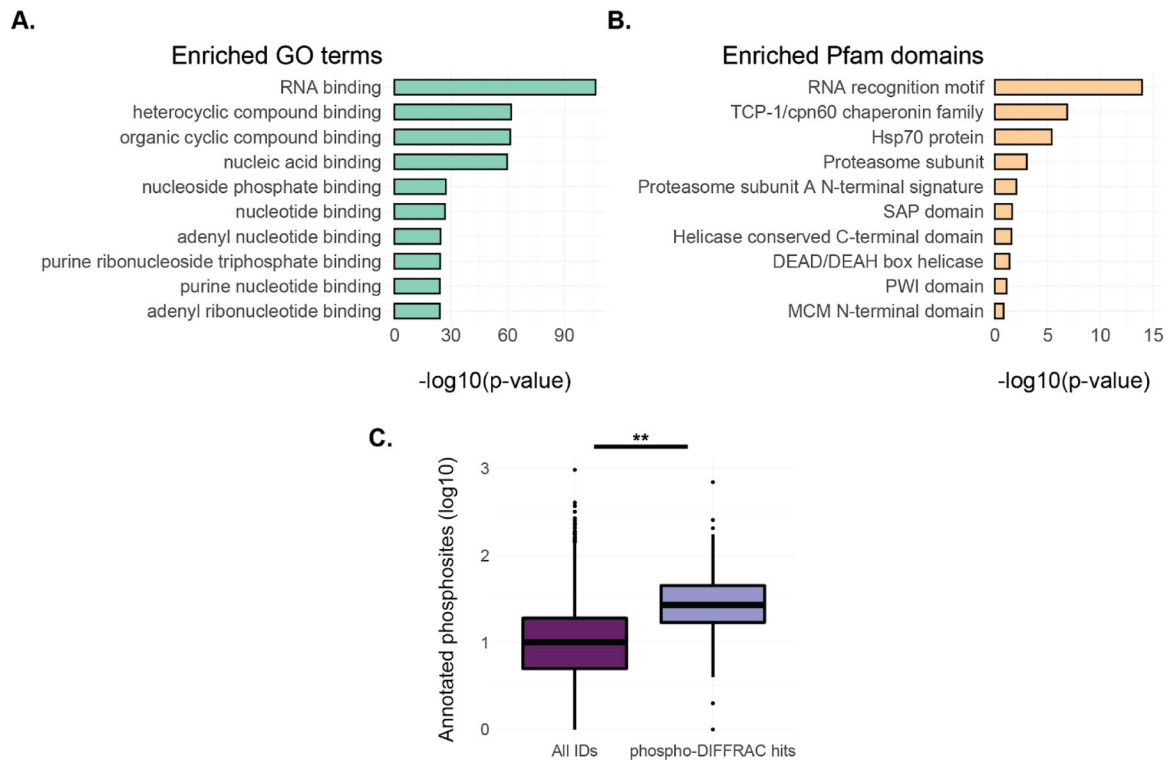 A.
Enriched GO terms
RNA binding
heterocyclic compound binding
organic cyclic compound binding
nucleic acid binding
nucleoside phosphate binding
nucleotide binding
adenyl nucleotide binding
purine ribonucleoside triphosphate binding
purine nucleotide binding
adenyl ribonucleotide binding
0 30 60 90
-log10(p-value)
B.
Enriched Pfam domains
RNA recognition motif
TCP-1/cpn60 chaperonin family
Hsp70 protein
Proteasome subunit
Proteasome subunit A N-terminal signature
SAP domain
Helicase conserved C-terminal domain
DEAD/DEAH box helicase
PWI domain
MCM N-terminal domain
0 5 10 15
-log10(p-value)
C.
**
Annotated phosphosites (log10)
3
2
1
0
All IDs phospho-DIFFRAC hits